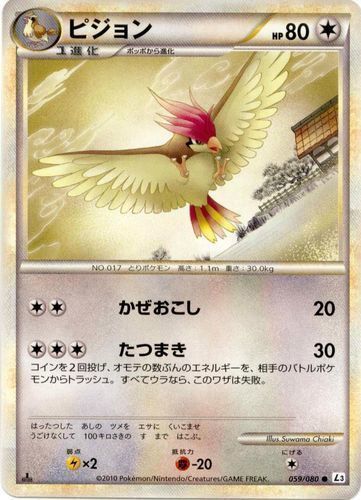 ピジョン
HP80
1進化
ポッポから進化
NO.017 とりポケモン 高さ：1.1m 重さ：30.0kg
かぜおこし 20
たつまき 30
コインを2回投げ、オモテの数ぶんのエネルギーを、相手のバトルポケ
モンからトラッシュ。すべてウラなら、このワザは失敗。
はったつした あしの ツメを エサに くいこませ
うごけなくして 100キロさきの すまで はこぶ。
Illus.Suwama Chiaki
弱点 ×2
抵抗力 -20
にげる
©2010 Pokémon/Nintendo/Creatures/GAME FREAK.
059/080 ●
L3